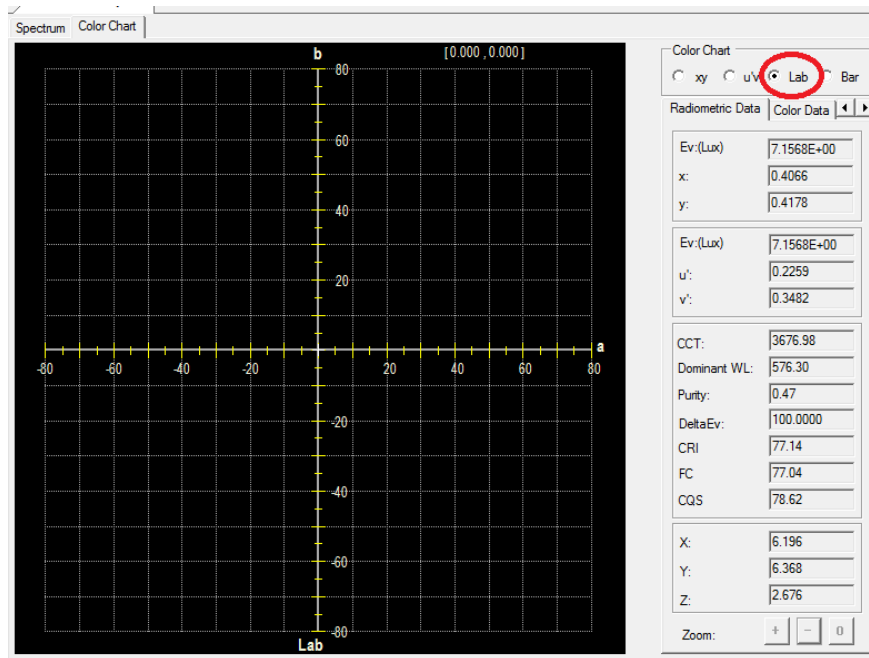 Spectrum Color Chart
b [0.000 ,0.000]
80
60
40
20
a
-80 -60 -40 -20 20 40 60 80
-20
-40
-60
-80
Lab
Color Chart
xy u'v Lab Bar
Radiometric Data Color Data
Ev:(Lux) 7.1568E+00
x: 0.4066
y: 0.4178
Ev:(Lux) 7.1568E+00
u': 0.2259
v': 0.3482
CCT: 3676.98
Dominant WL: 576.30
Purity: 0.47
DeltaEv: 100.0000
CRI 77.14
FC 77.04
CQS 78.62
X: 6.196
Y: 6.368
Z: 2.676
Zoom: + - 0